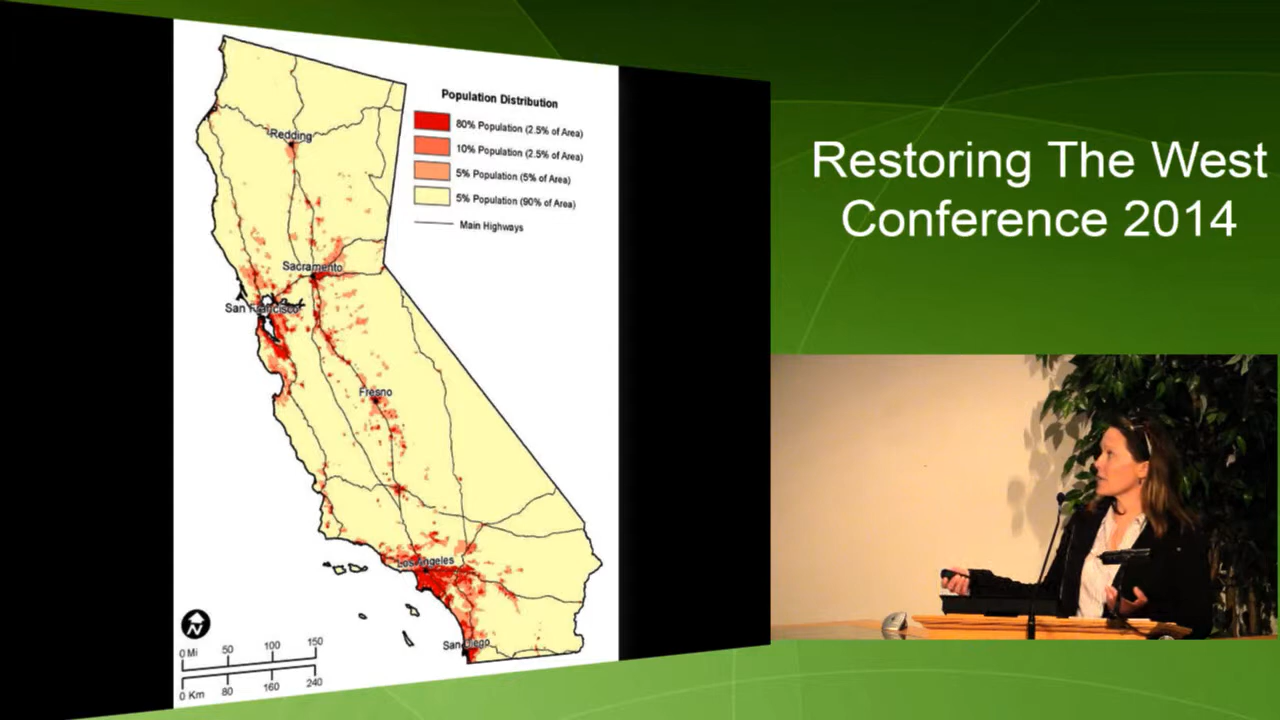 Population Distribution
80% Population (2.5% of Area)
10% Population (2.5% of Area)
5% Population (5% of Area)
5% Population (90% of Area)
Main Highways
Redding
Sacramento
San Francisco
Fresno
Los Angeles
San Diego
N
0 Mi 50 100 150
0 Km 80 160 240
Restoring The West
Conference 2014